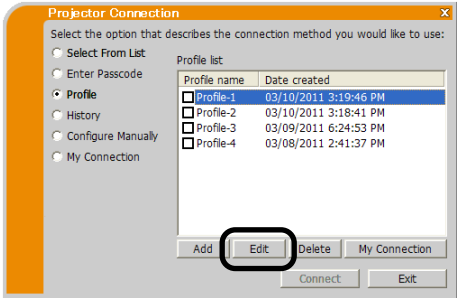 Projector Connection
x
Select the option that describes the connection method you would like to use:
Select From List
Enter Passcode
Profile
History
Configure Manually
My Connection
Profile list
Profile name Date created
Profile-1 03/10/2011 3:19:46 PM
Profile-2 03/10/2011 3:18:41 PM
Profile-3 03/09/2011 6:24:53 PM
Profile-4 03/08/2011 2:41:37 PM
Add Edit Delete My Connection
Connect Exit